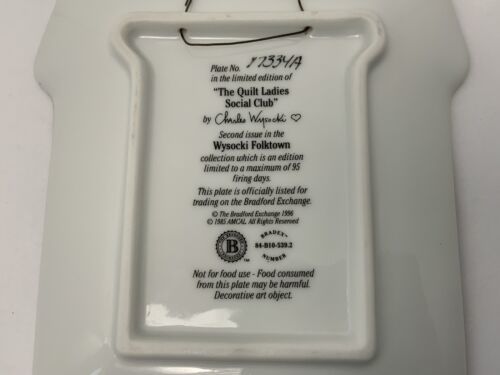 Plate No. Y2334A
in the limited edition of
"The Quilt Ladies
Social Club"
by Charles Wysocki ♡
Second issue in the
Wysocki Folktown
collection which is an edition
limited to a maximum of 95
firing days.
This plate is officially listed for
trading on the Bradford Exchange.
© The Bradford Exchange 1996
© 1985 AMCAL. All Rights Reserved
B
™
BRADEX®
84-B10-539.2
NUMBER
Not for food use - Food consumed
from this plate may be harmful.
Decorative art object.